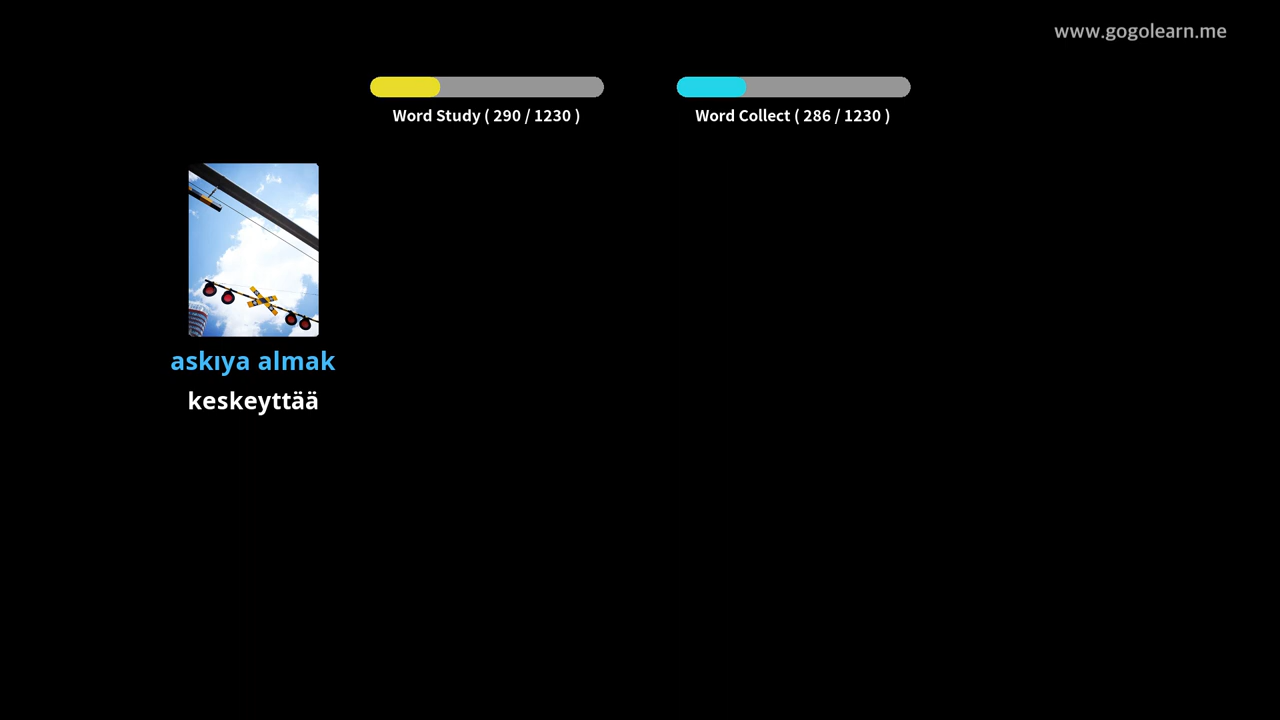 www.gogolearn.me
Word Study ( 290 / 1230 )
Word Collect ( 286 / 1230 )
askıya almak
keskeyttää